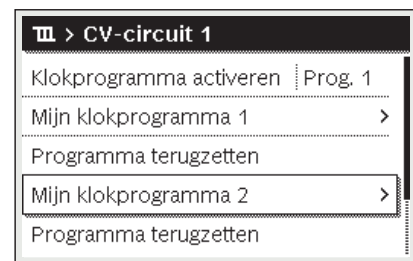 > CV-circuit 1
Klokprogramma activeren Prog. 1
Mijn klokprogramma 1 >
Programma terugzetten
Mijn klokprogramma 2 >
Programma terugzetten